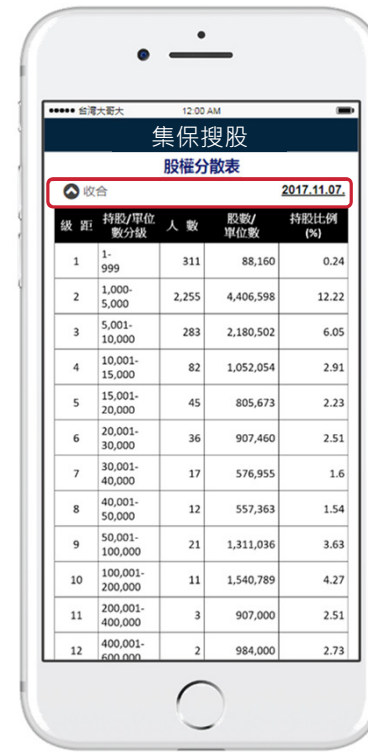 ●●●●● 台灣大哥大 12:00 AM
集保搜股
股權分散表
收合 2017.11.07.
級 距 持股/單位數分級 人 數 股數/單位數 持股比例(%)
1 1-999 311 88,160 0.24
2 1,000-5,000 2,255 4,406,598 12.22
3 5,001-10,000 283 2,180,502 6.05
4 10,001-15,000 82 1,052,054 2.91
5 15,001-20,000 45 805,673 2.23
6 20,001-30,000 36 907,460 2.51
7 30,001-40,000 17 576,955 1.6
8 40,001-50,000 12 557,363 1.54
9 50,001-100,000 21 1,311,036 3.63
10 100,001-200,000 11 1,540,789 4.27
11 200,001-400,000 3 907,000 2.51
12 400,001-600,000 2 984,000 2.73